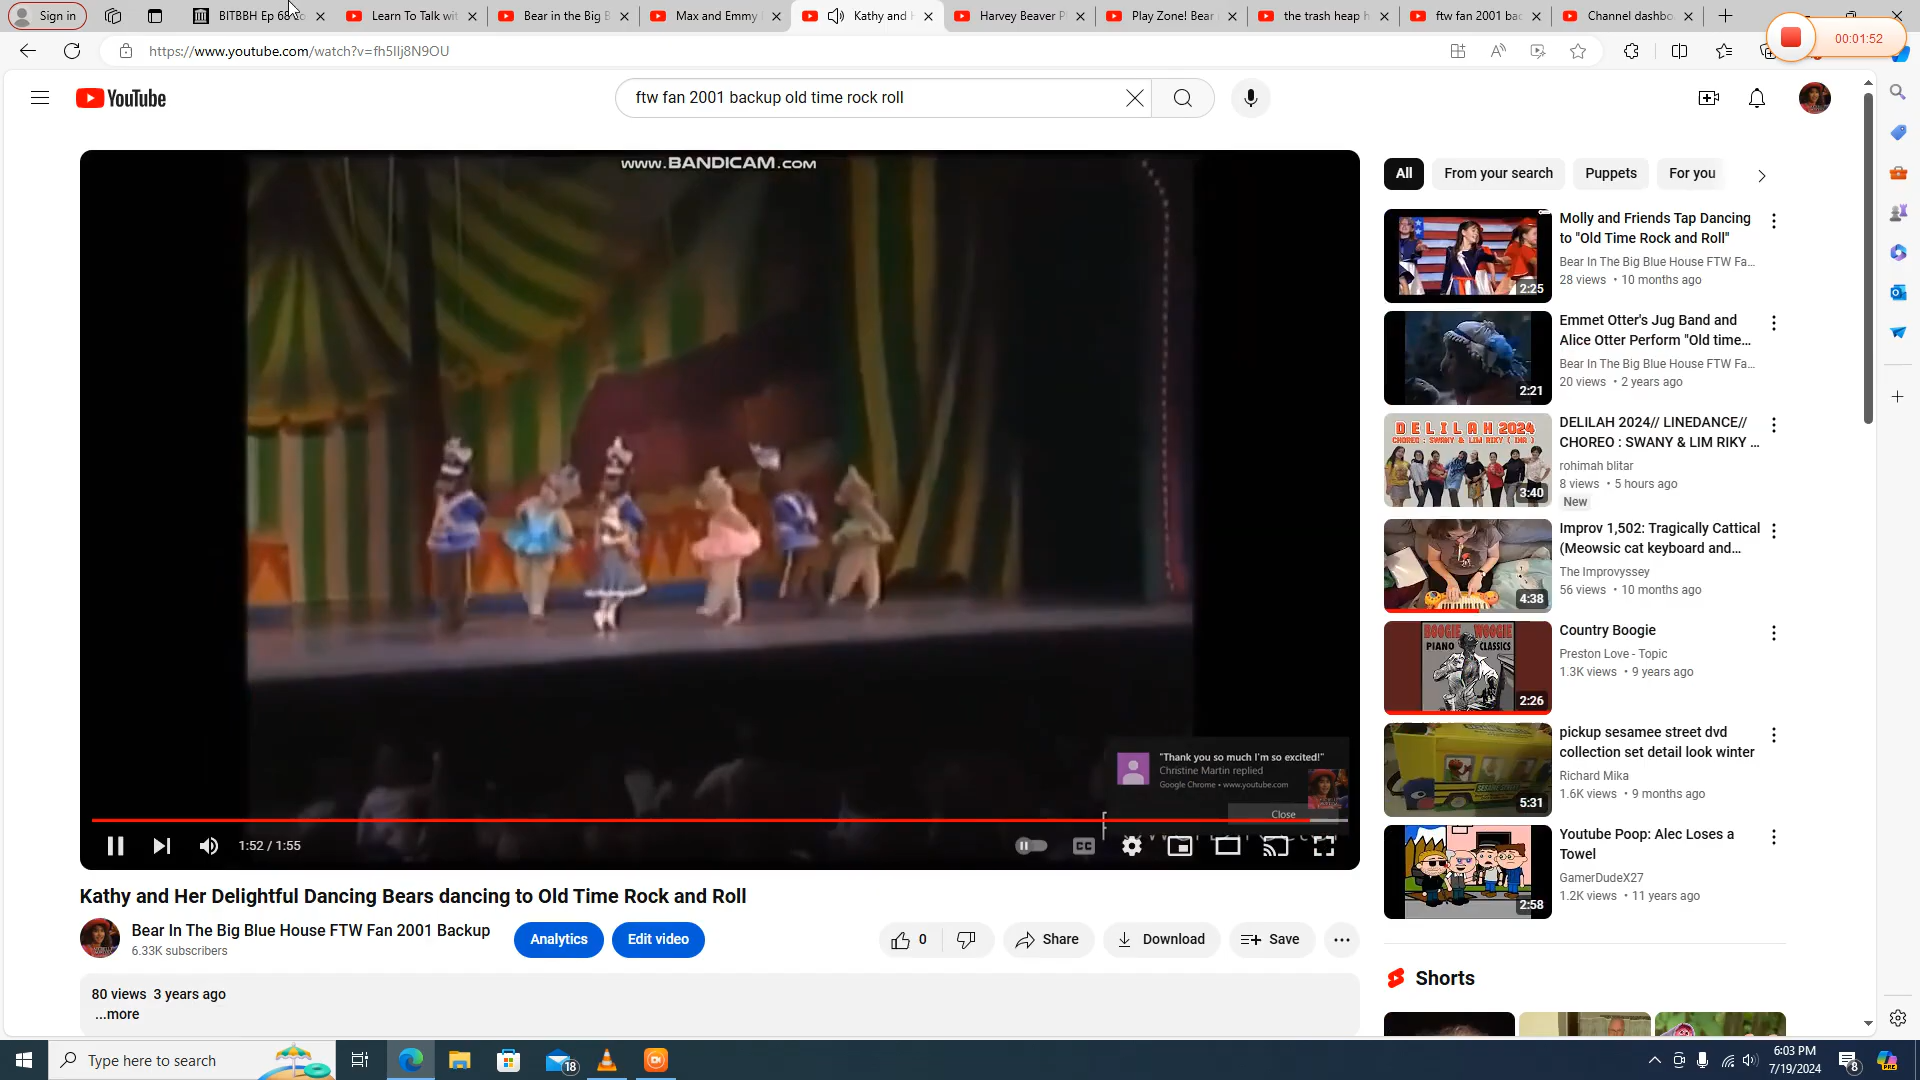 Sign in
BITBBH Ep 68
Learn To Talk wit
Bear in the Big B
Max and Emmy
Kathy and H
Harvey Beaver P
Play Zone! Bear
the trash heap h
ftw fan 2001 bac
Channel dashbo
00:01:52
https://www.youtube.com/watch?v=fh5IIj8N9OU
YouTube
ftw fan 2001 backup old time rock roll
www.BANDICAM.com
"Thank you so much I'm so excited!"
Christine Martin replied
Google Chrome • www.youtube.com
Close
1:52 / 1:55
CC
Kathy and Her Delightful Dancing Bears dancing to Old Time Rock and Roll
Bear In The Big Blue House FTW Fan 2001 Backup
6.33K subscribers
Analytics
Edit video
0
Share
Download
Save
80 views 3 years ago
...more
All
From your search
Puppets
For you
Molly and Friends Tap Dancing
to "Old Time Rock and Roll"
Bear In The Big Blue House FTW Fa...
28 views • 10 months ago
2:25
Emmet Otter's Jug Band and
Alice Otter Perform "Old time...
Bear In The Big Blue House FTW Fa...
20 views • 2 years ago
2:21
DELILAH 2024
CHOREO : SWANY & LIM RIKY ( INA )
3:40
DELILAH 2024// LINEDANCE//
CHOREO : SWANY & LIM RIKY ...
rohimah blitar
8 views • 5 hours ago
New
Improv 1,502: Tragically Cattical
(Meowsic cat keyboard and...
The Improvyssey
56 views • 10 months ago
4:38
BOOGIE WOOGIE
PIANO CLASSICS
2:26
Country Boogie
Preston Love - Topic
1.3K views • 9 years ago
pickup sesamee street dvd
collection set detail look winter
Richard Mika
1.6K views • 9 months ago
5:31
Youtube Poop: Alec Loses a
Towel
GamerDudeX27
1.2K views • 11 years ago
2:58
Shorts
Type here to search
18
6:03 PM
7/19/2024
8
PRE